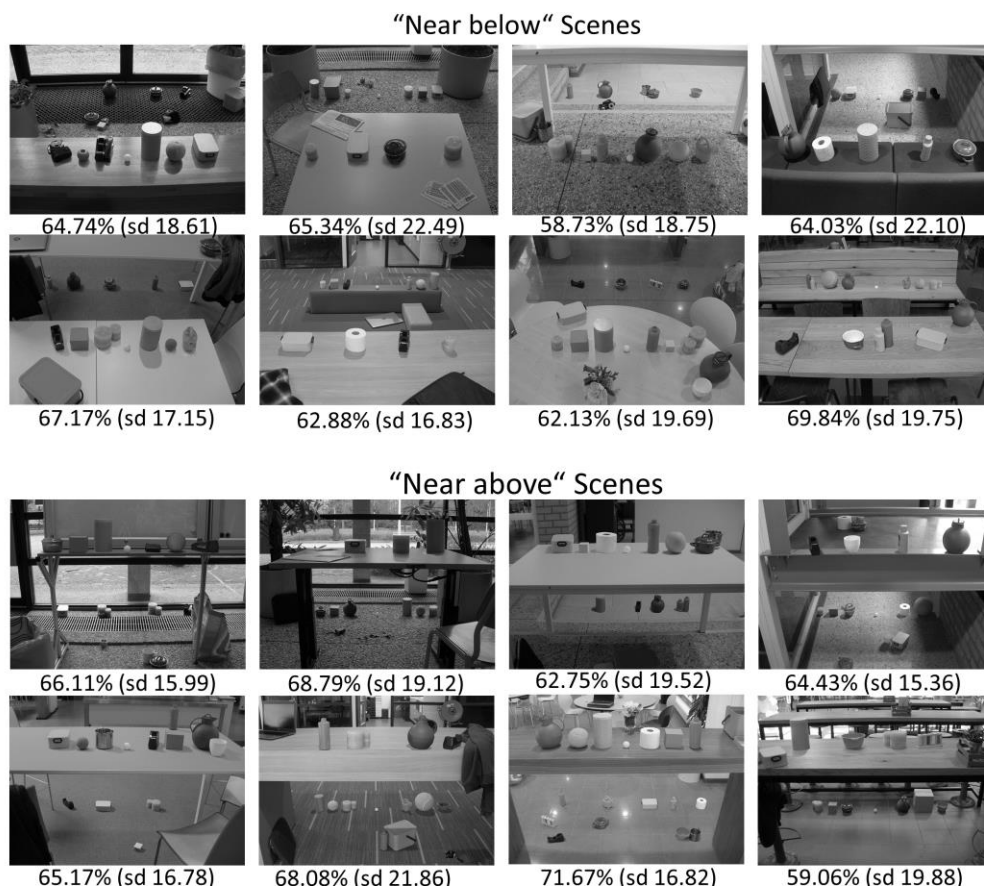 "Near below“ Scenes
64.74% (sd 18.61) 65.34% (sd 22.49) 58.73% (sd 18.75) 64.03% (sd 22.10)
67.17% (sd 17.15) 62.88% (sd 16.83) 62.13% (sd 19.69) 69.84% (sd 19.75)
"Near above“ Scenes
66.11% (sd 15.99) 68.79% (sd 19.12) 62.75% (sd 19.52) 64.43% (sd 15.36)
65.17% (sd 16.78) 68.08% (sd 21.86) 71.67% (sd 16.82) 59.06% (sd 19.88)